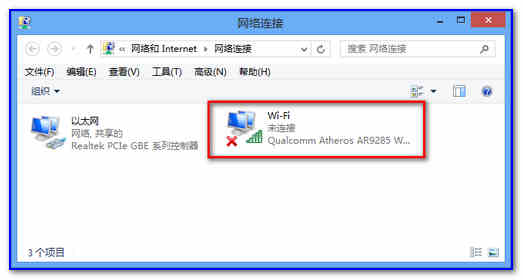 网络连接
« 网络和 Internet 网络连接
搜索 网络连接
文件(F) 编辑(E) 查看(V) 工具(T) 高级(N) 帮助(H)
组织
以太网
网络, 共享的
Realtek PCIe GBE 系列控制器
Wi-Fi
未连接
Qualcomm Atheros AR9285 W...
3 个项目